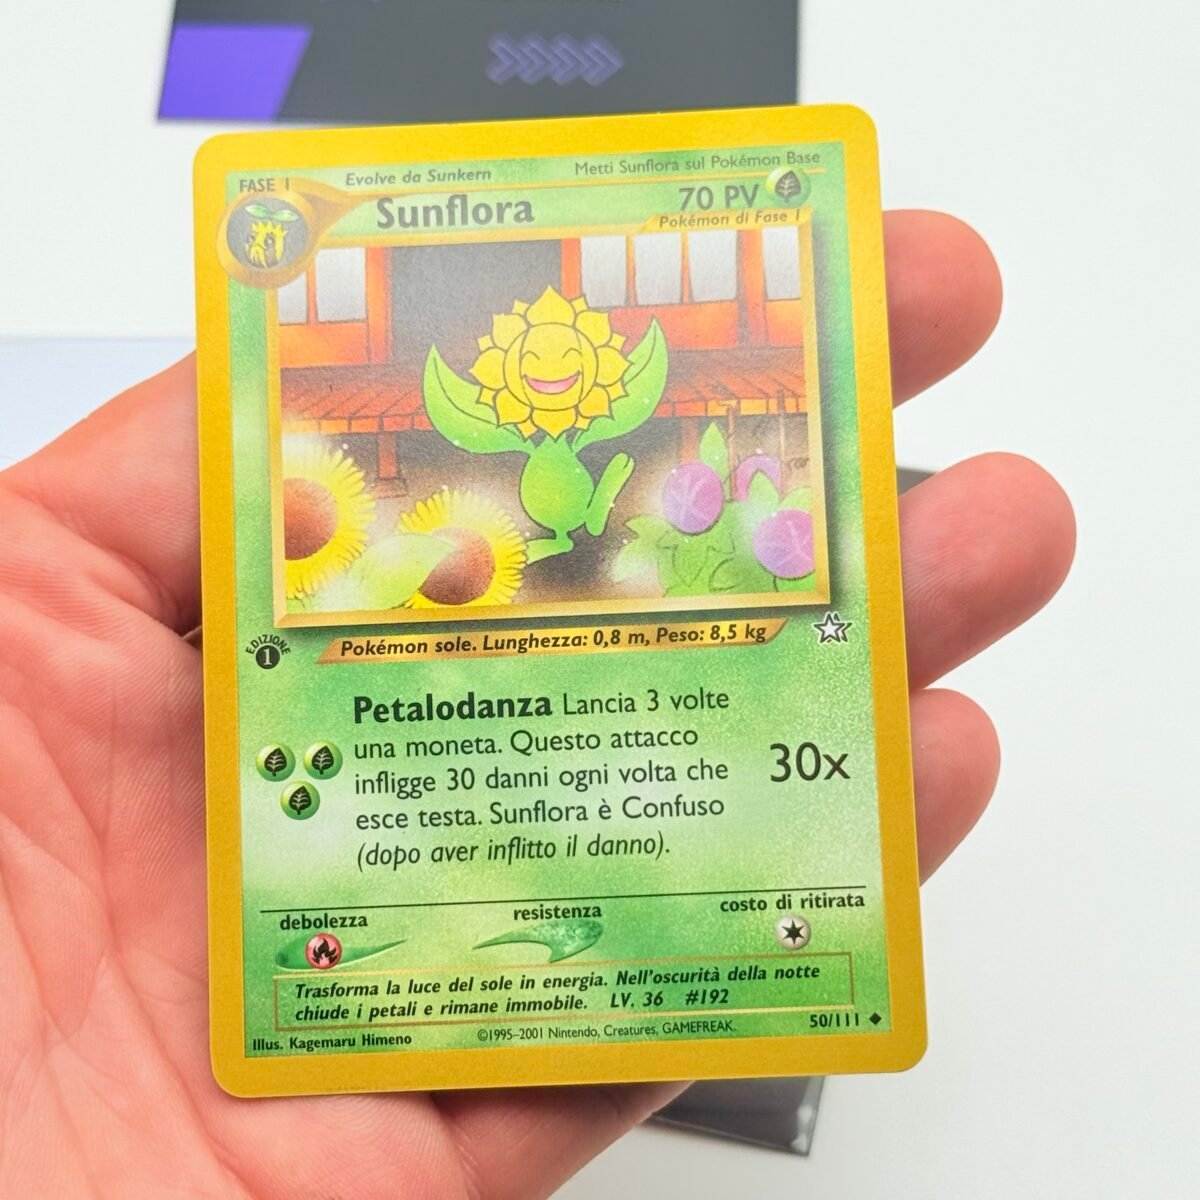 FASE 1
Evolve da Sunkern
Metti Sunflora sul Pokémon Base
Sunflora
70 PV
Pokémon di Fase 1
EDIZIONE
1
Pokémon sole. Lunghezza: 0,8 m, Peso: 8,5 kg
Petalodanza Lancia 3 volte
una moneta. Questo attacco
infligge 30 danni ogni volta che
esce testa. Sunflora è Confuso
(dopo aver inflitto il danno).
30x
debolezza
resistenza
costo di ritirata
Trasforma la luce del sole in energia. Nell'oscurità della notte
chiude i petali e rimane immobile. LV. 36 #192
Illus. Kagemaru Himeno
©1995-2001 Nintendo, Creatures, GAMEFREAK.
50/111